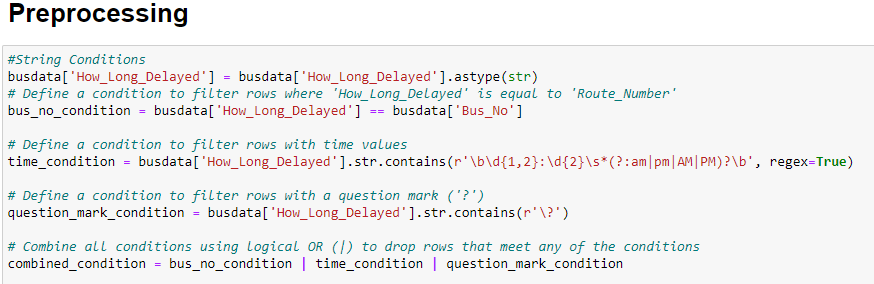 Preprocessing
#String Conditions
busdata['How_Long_Delayed'] = busdata['How_Long_Delayed'].astype(str)
# Define a condition to filter rows where 'How_Long_Delayed' is equal to 'Route_Number'
bus_no_condition = busdata['How_Long_Delayed'] == busdata['Bus_No']
# Define a condition to filter rows with time values
time_condition = busdata['How_Long_Delayed'].str.contains(r'\b\d{1,2}:\d{2}\s*(?:am|pm|AM|PM)?\b', regex=True)
# Define a condition to filter rows with a question mark ('?')
question_mark_condition = busdata['How_Long_Delayed'].str.contains(r'\?')
# Combine all conditions using logical OR (|) to drop rows that meet any of the conditions
combined_condition = bus_no_condition | time_condition | question_mark_condition